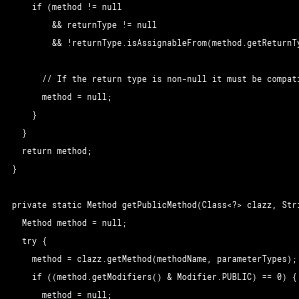 if (method != null
&& returnType != null
&& !returnType.isAssignableFrom(method.getReturnTy
// If the return type is non-null it must be compati
method = null;
}
}
return method;
}
private static Method getPublicMethod(Class<?> clazz, Stri
Method method = null;
try {
method = clazz.getMethod(methodName, parameterTypes);
if ((method.getModifiers() & Modifier.PUBLIC) == 0) {
method = null;